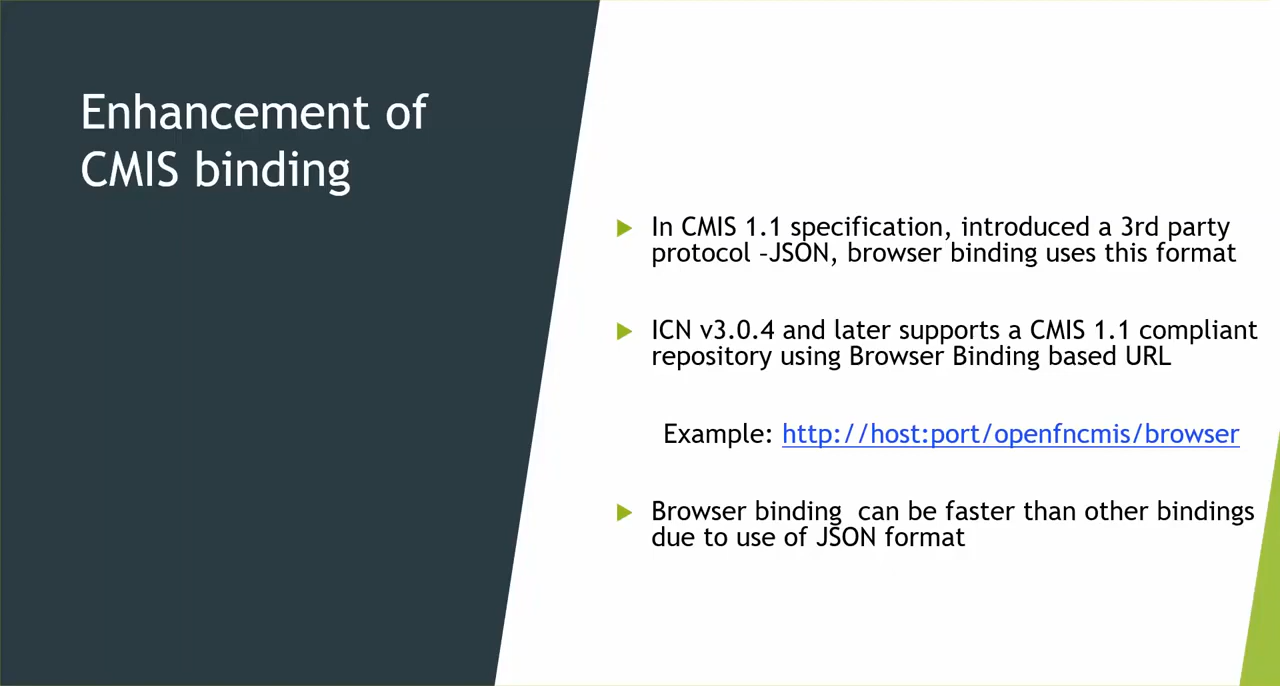 Enhancement of
CMIS binding
In CMIS 1.1 specification, introduced a 3rd party
protocol –JSON, browser binding uses this format
ICN v3.0.4 and later supports a CMIS 1.1 compliant
repository using Browser Binding based URL
Example: http://host:port/openfncmis/browser
Browser binding  can be faster than other bindings
due to use of JSON format